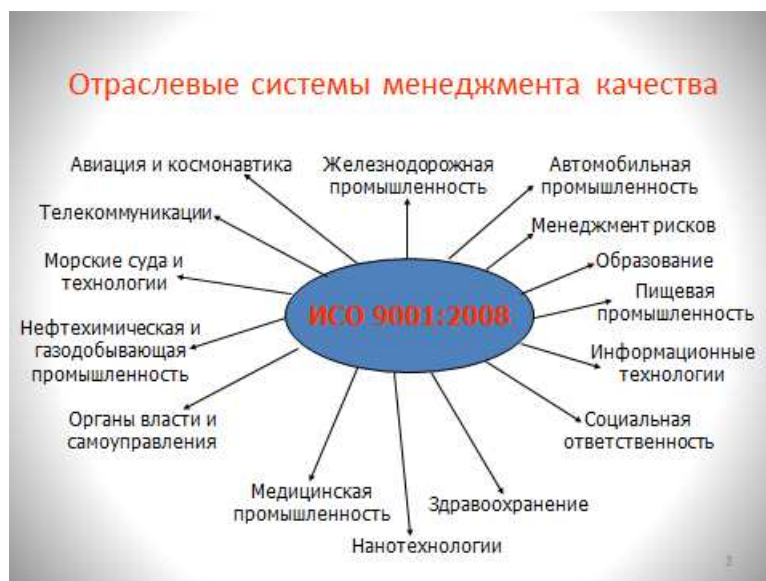 Отраслевые системы менеджмента качества
Авиация и космонавтика
Железнодорожная
промышленность
Автомобильная
промышленность
Телекоммуникации
Менеджмент рисков
Морские суда и
технологии
Образование
Пищевая
промышленность
ИСО 9001:2008
Нефтехимическая и
газодобывающая
промышленность
Информационные
технологии
Органы власти и
самоуправления
Социальная
ответственность
Медицинская
промышленность
Здравоохранение
Нанотехнологии